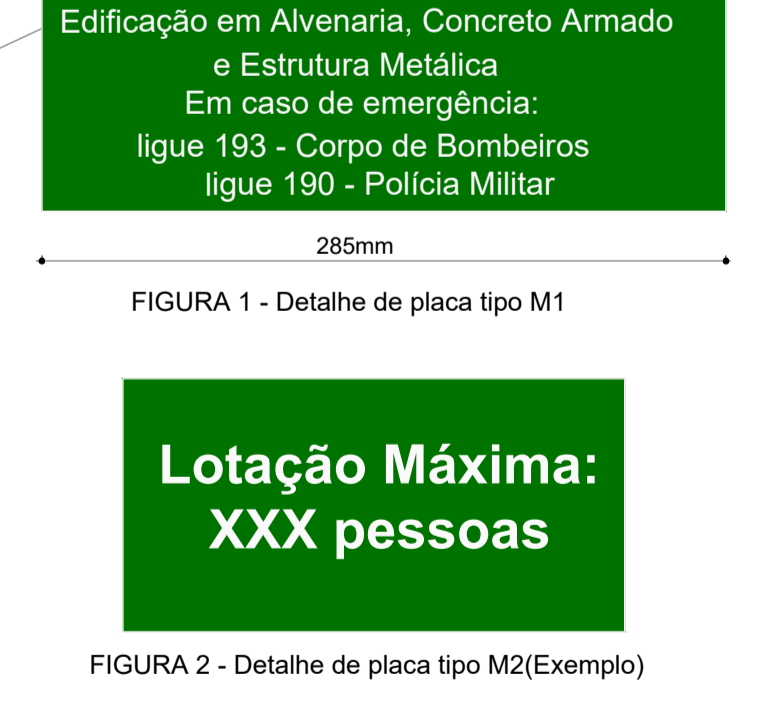 Edificação em Alvenaria, Concreto Armado
e Estrutura Metálica
Em caso de emergência:
ligue 193 - Corpo de Bombeiros
ligue 190 - Polícia Militar
285mm
FIGURA 1 - Detalhe de placa tipo M1
Lotação Máxima:
XXX pessoas
FIGURA 2 - Detalhe de placa tipo M2(Exemplo)